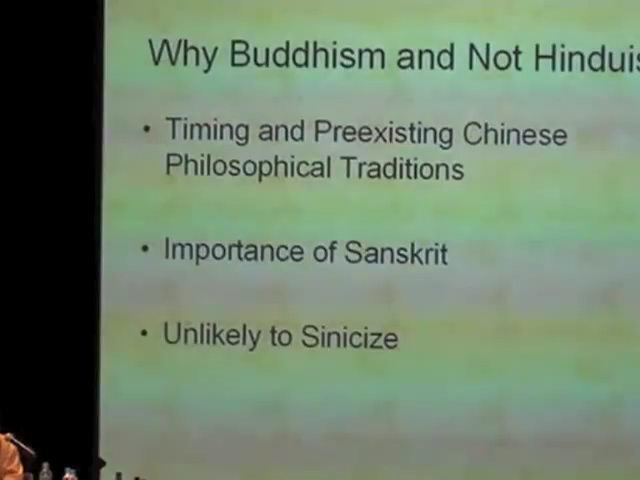 Why Buddhism and Not Hinduis
• Timing and Preexisting Chinese
Philosophical Traditions
• Importance of Sanskrit
• Unlikely to Sinicize